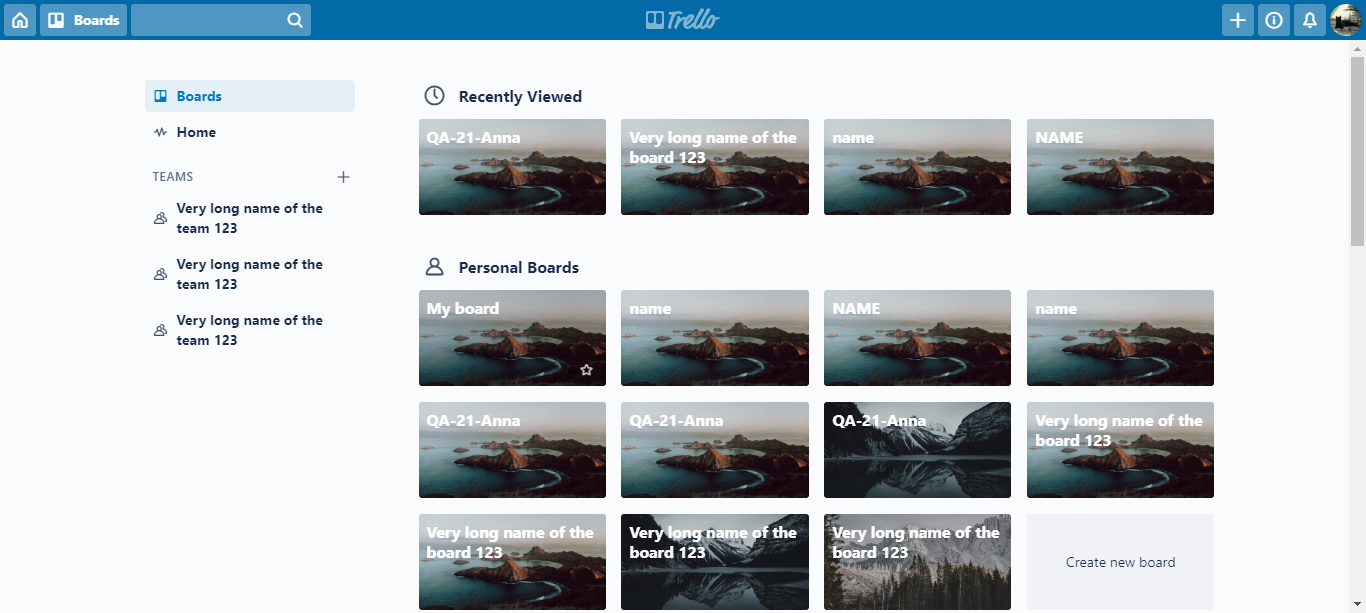 Boards
Trello
Boards
Home
TEAMS
Very long name of the
team 123
Very long name of the
team 123
Very long name of the
team 123
Recently Viewed
QA-21-Anna
Very long name of the
board 123
name
NAME
Personal Boards
My board
name
NAME
name
QA-21-Anna
QA-21-Anna
QA-21-Anna
Very long name of the
board 123
Very long name of the
board 123
Very long name of the
board 123
Very long name of the
board 123
Create new board